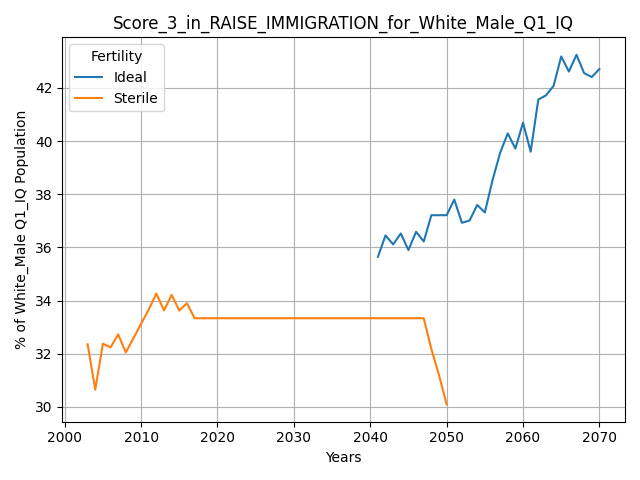 Score_3_in_RAISE_IMMIGRATION_for_White_Male_Q1_IQ
Fertility
Ideal
Sterile
% of White_Male Q1_IQ Population
42
40
38
36
34
32
30
2000
2010
2020
2030
2040
2050
2060
2070
Years